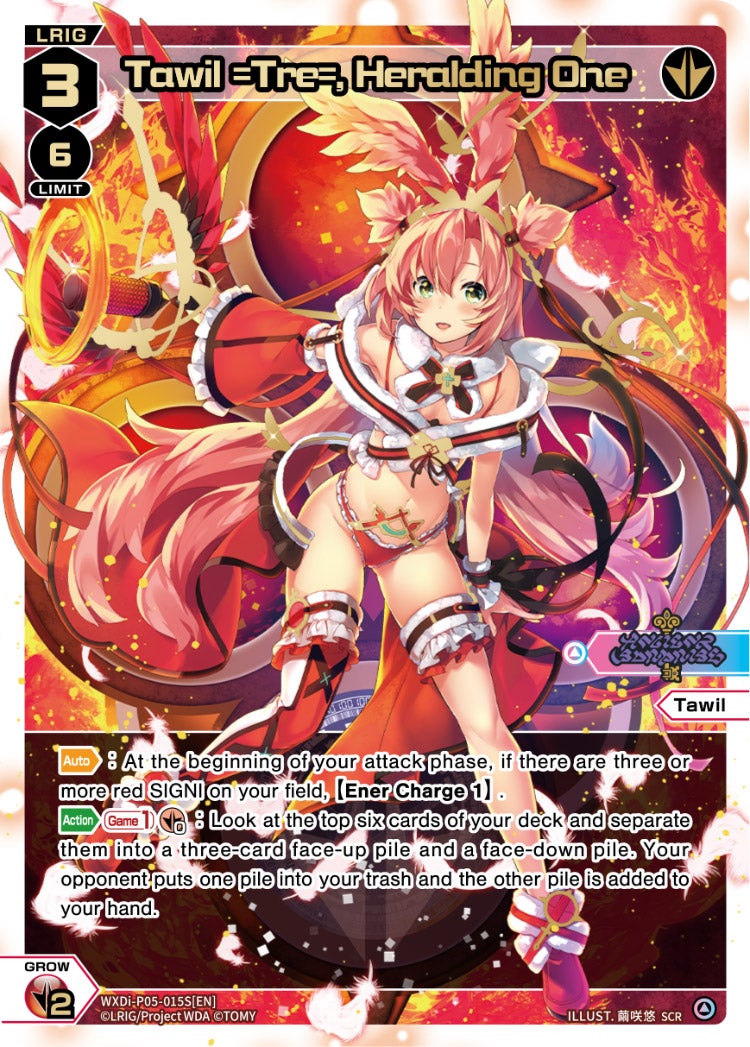 LRIG
3
Tawil =Tre=, Heralding One
6
LIMIT
Tawil
Auto : At the beginning of your attack phase, if there are three or
more red SIGNI on your field, 【Ener Charge 1】.
Action Game 1 0 : Look at the top six cards of your deck and separate
them into a three-card face-up pile and a face-down pile. Your
opponent puts one pile into your trash and the other pile is added to
your hand.
GROW
2
WXDi-P05-015S[EN]
©LRIG/Project WDA ©TOMY
ILLUST. 繭咲悠 SCR